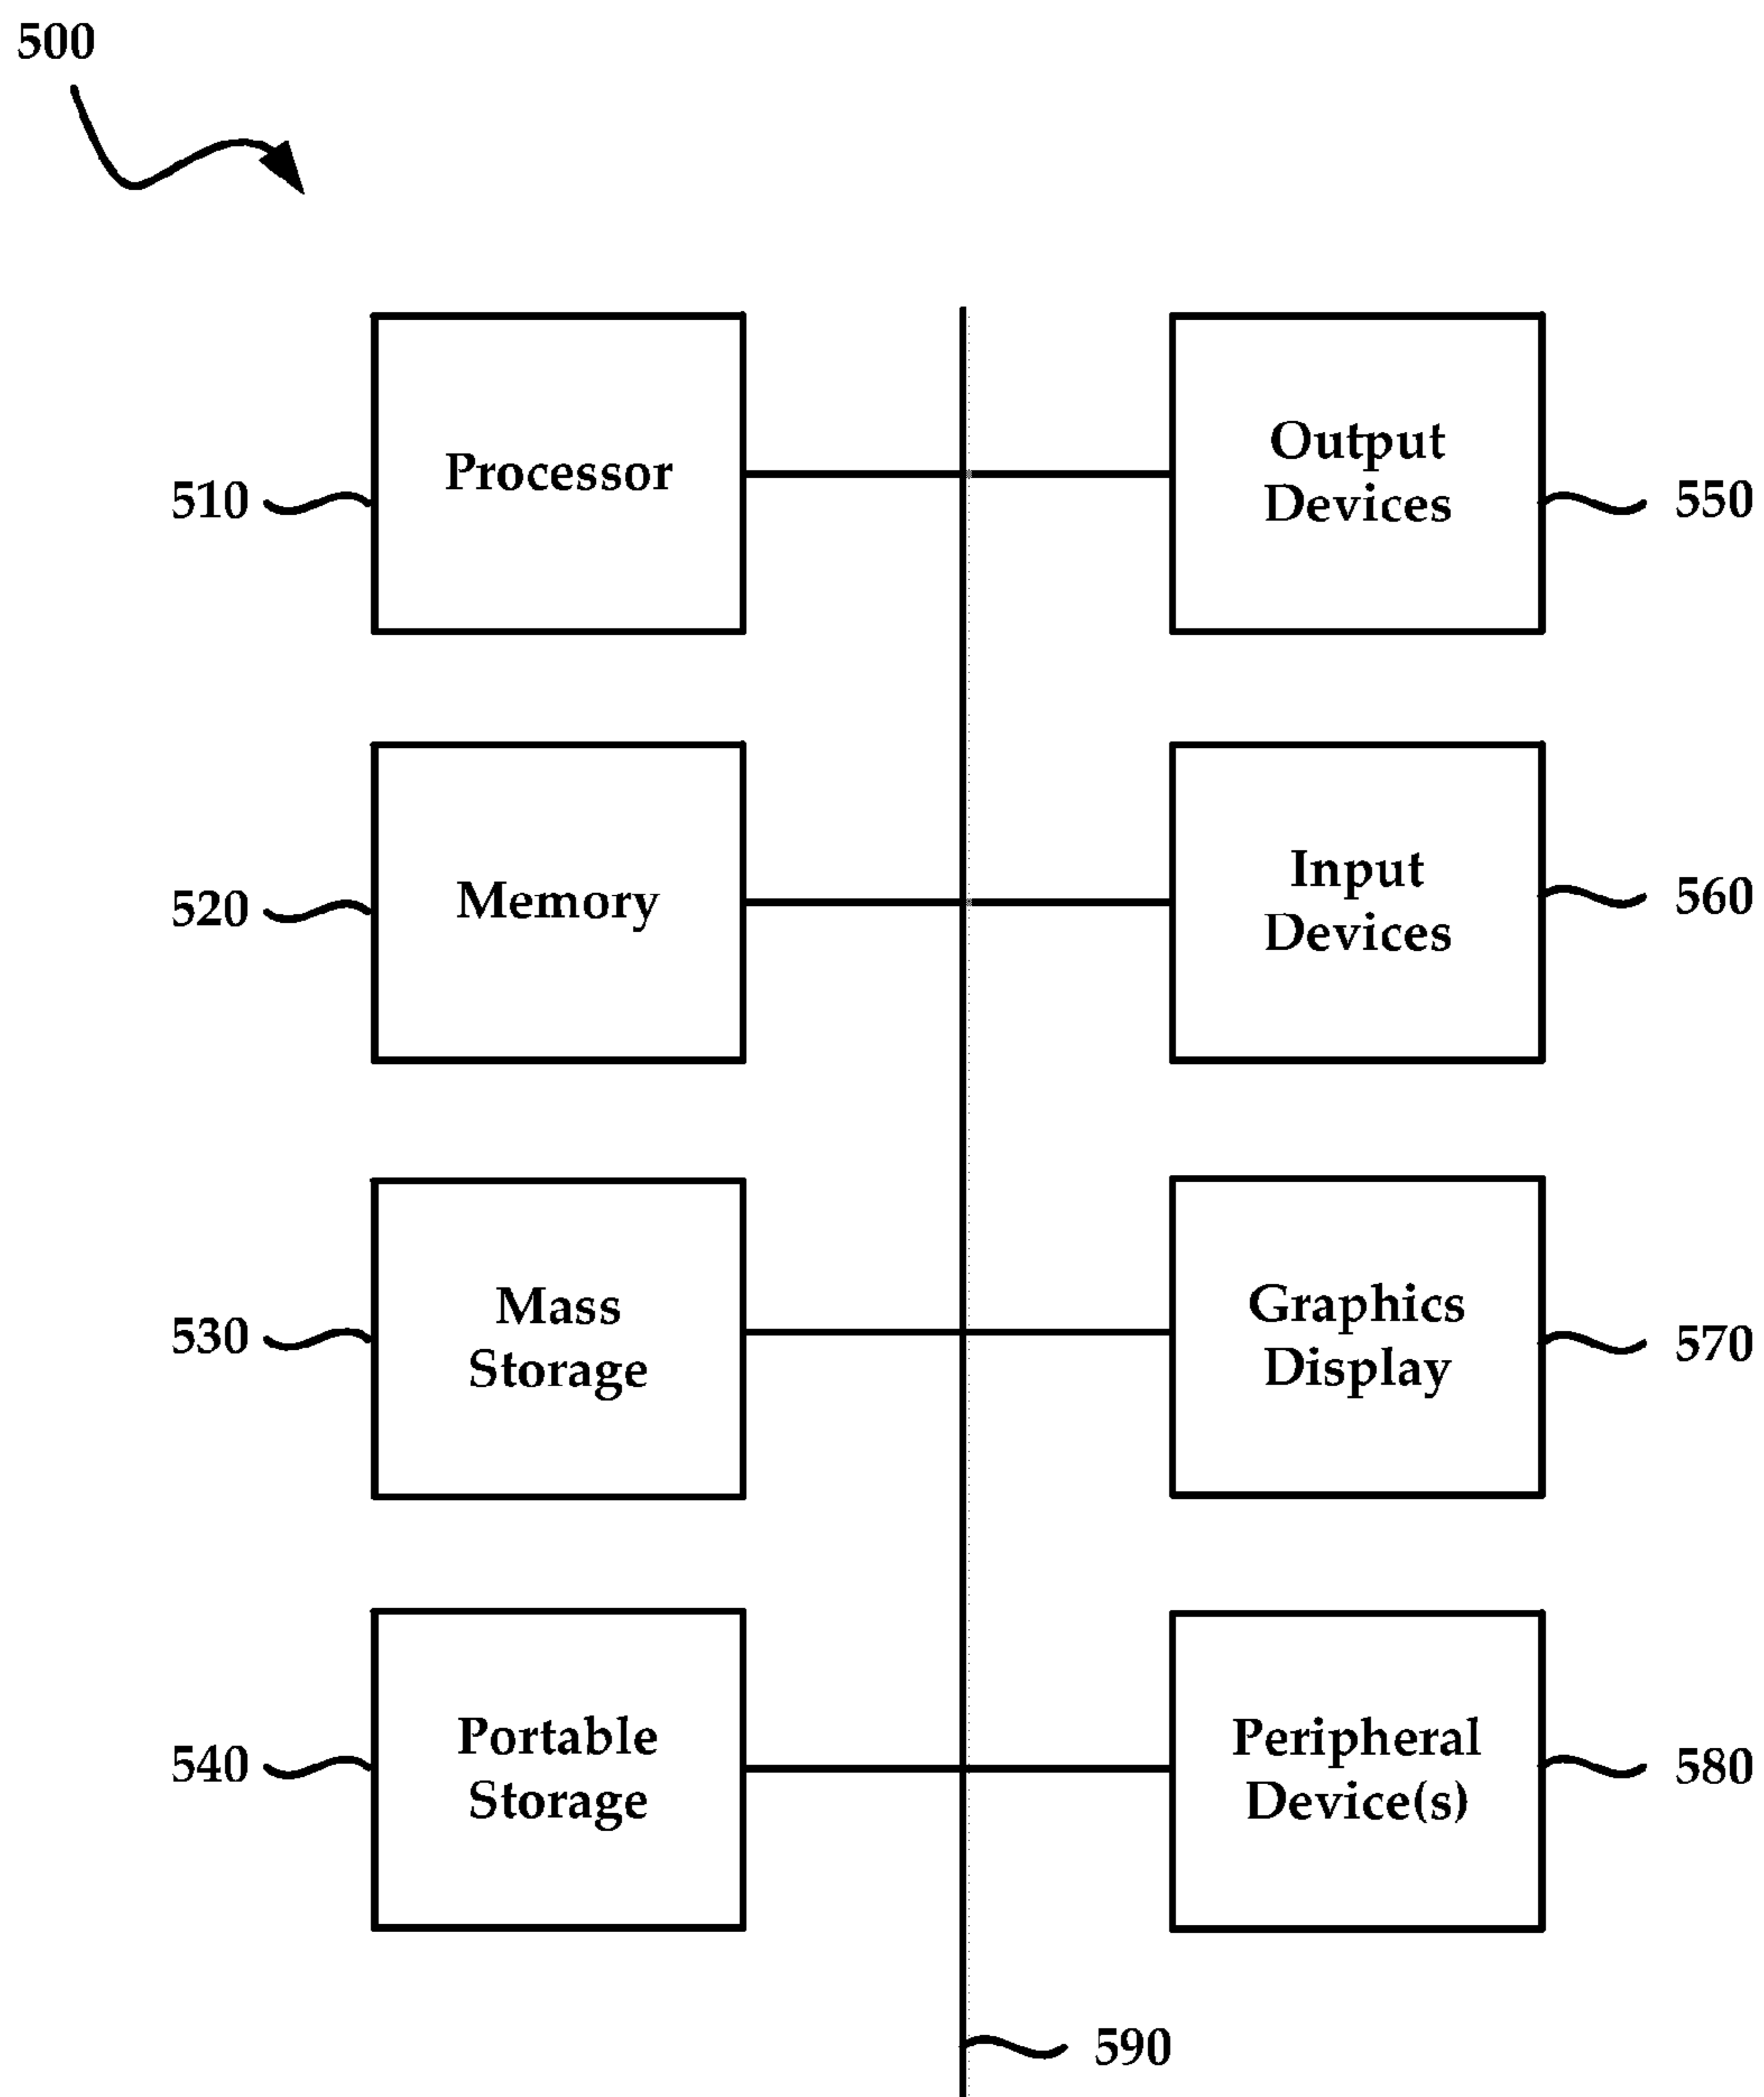 500
Processor
510
Output
Devices
550
Memory
520
Input
Devices
560
Mass
Storage
530
Graphics
Display
570
Portable
Storage
540
Peripheral
Device(s)
580
590